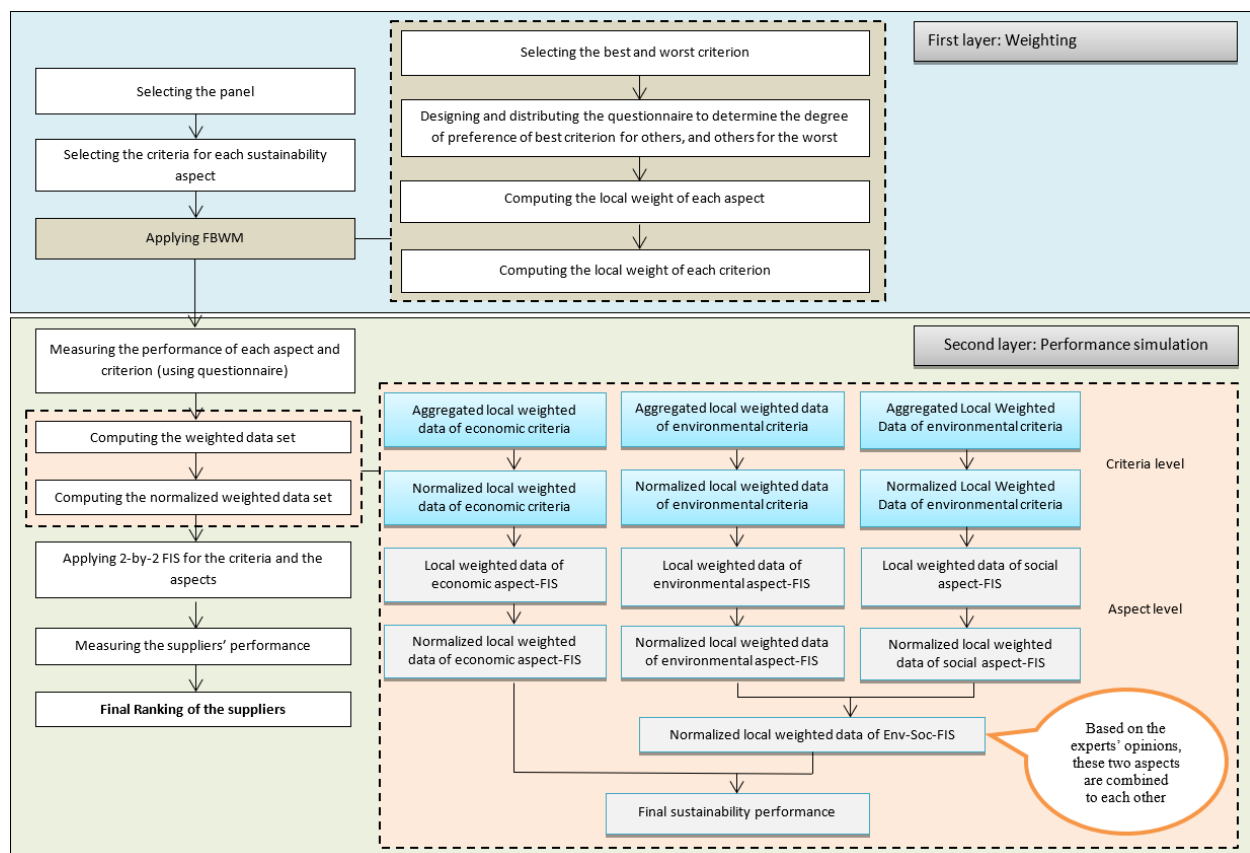 First layer: Weighting
Selecting the panel
Selecting the criteria for each sustainability
aspect
Applying FBWM
Selecting the best and worst criterion
Designing and distributing the questionnaire to determine the degree
of preference of best criterion for others, and others for the worst
Computing the local weight of each aspect
Computing the local weight of each criterion
Second layer: Performance simulation
Measuring the performance of each aspect and
criterion (using questionnaire)
Computing the weighted data set
Computing the normalized weighted data set
Applying 2-by-2 FIS for the criteria and the
aspects
Measuring the suppliers’ performance
Final Ranking of the suppliers
Aggregated local weighted
data of economic criteria
Aggregated local weighted data
of environmental criteria
Aggregated Local Weighted
Data of environmental criteria
Criteria level
Normalized local weighted
data of economic criteria
Normalized local weighted data
of environmental criteria
Normalized Local Weighted
Data of environmental criteria
Local weighted data of
economic aspect-FIS
Local weighted data of
environmental aspect-FIS
Local weighted data of social
aspect-FIS
Aspect level
Normalized local weighted
data of economic aspect-FIS
Normalized local weighted data
of environmental aspect-FIS
Normalized local weighted
data of social aspect-FIS
Normalized local weighted data of Env-Soc-FIS
Based on the
experts’ opinions,
these two aspects
are combined
to each other
Final sustainability performance